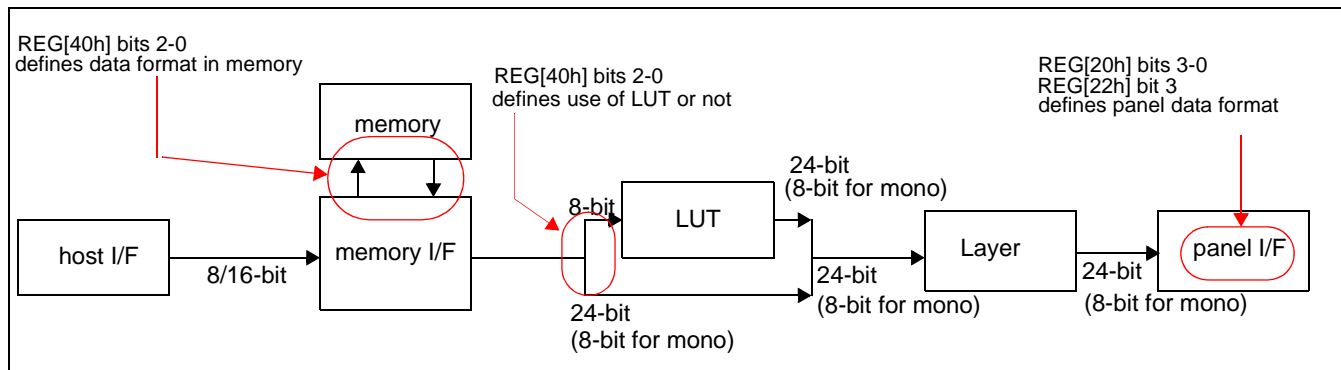 REG[40h] bits 2-0
defines data format in memory
REG[40h] bits 2-0
defines use of LUT or not
REG[20h] bits 3-0
REG[22h] bit 3
defines panel data format
memory
24-bit
(8-bit for mono)
8-bit
LUT
host I/F
8/16-bit
memory I/F
24-bit
(8-bit for mono)
24-bit
(8-bit for mono)
Layer
24-bit
(8-bit for mono)
panel I/F